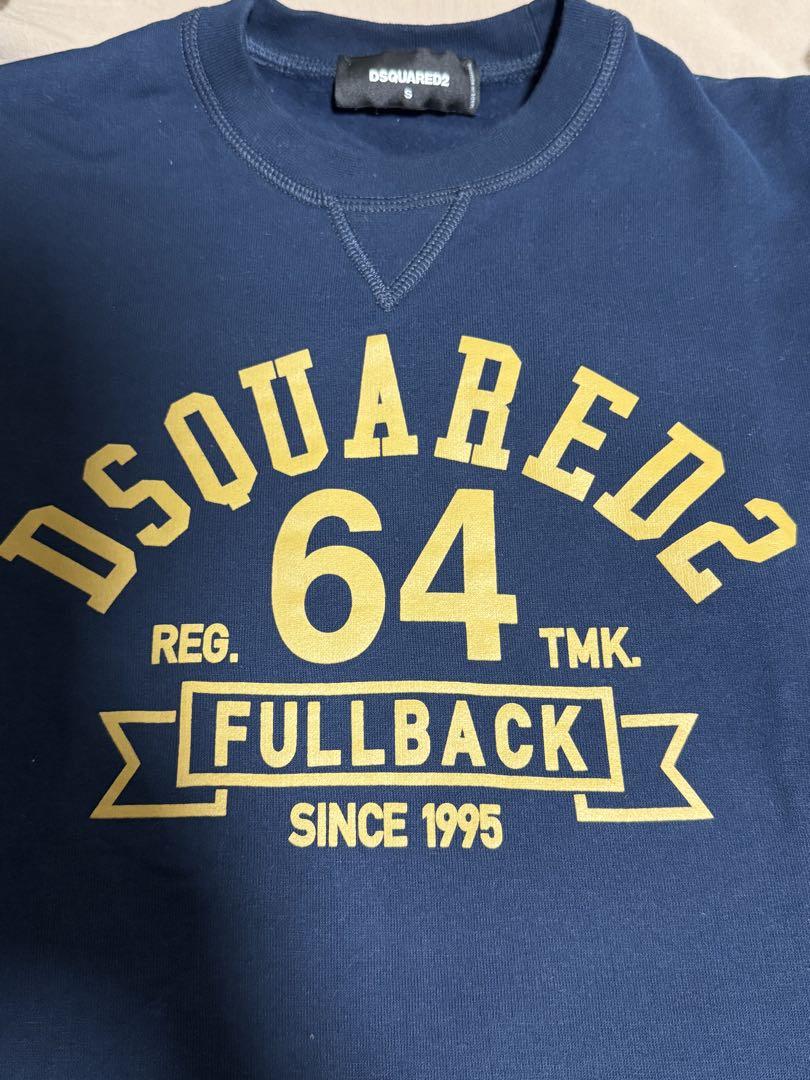 DSQUARED2
S
DSQUARED2
64
REG. TMK.
FULLBACK
SINCE 1995